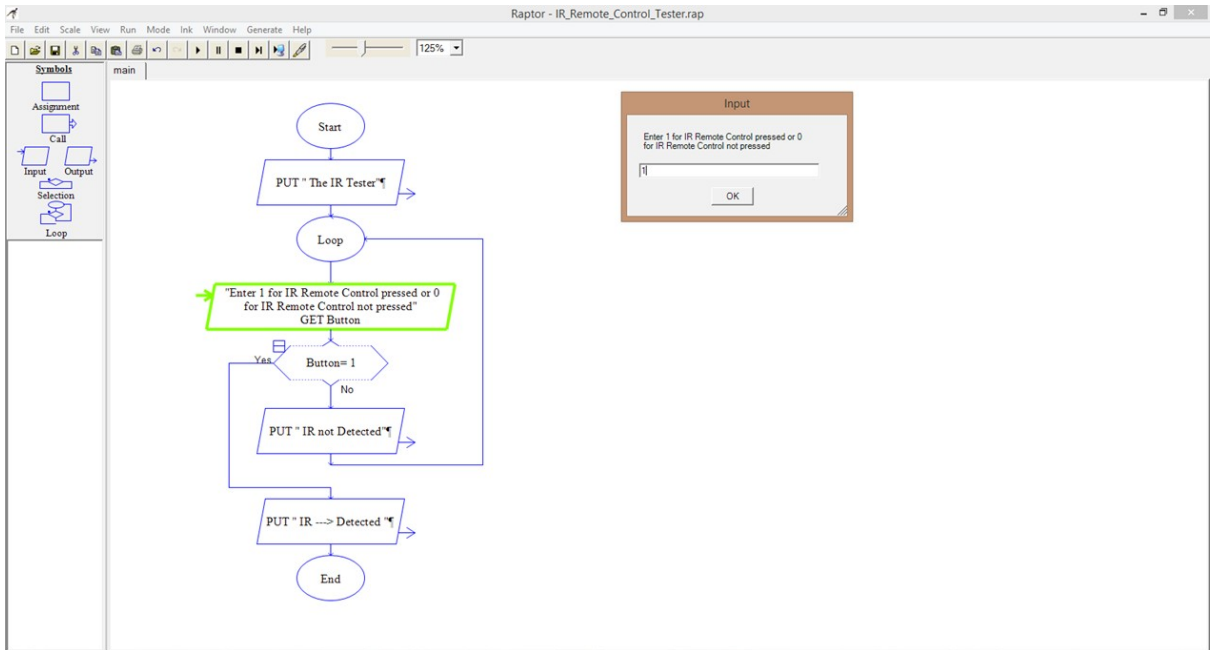 Raptor - IR_Remote_Control_Tester.rap
File Edit Scale View Run Mode Ink Window Generate Help
125%
Symbols
Assignment
Call
Input Output
Selection
Loop
main
Start
PUT " The IR Tester"¶
Loop
"Enter 1 for IR Remote Control pressed or 0
for IR Remote Control not pressed"
GET Button
Yes
Button= 1
No
PUT " IR not Detected"¶
PUT " IR ---> Detected "¶
End
Input
Enter 1 for IR Remote Control pressed or 0
for IR Remote Control not pressed
1
OK